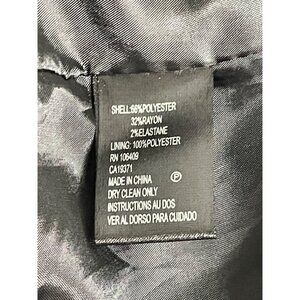 SHELL:66%POLYESTER
32%RAYON
2%ELASTANE
LINING: 100%POLYESTER
RN 106409
CA19371
MADE IN CHINA
P
DRY CLEAN ONLY
INSTRUCTIONS AU DOS
VER AL DORSO PARA CUIDADO